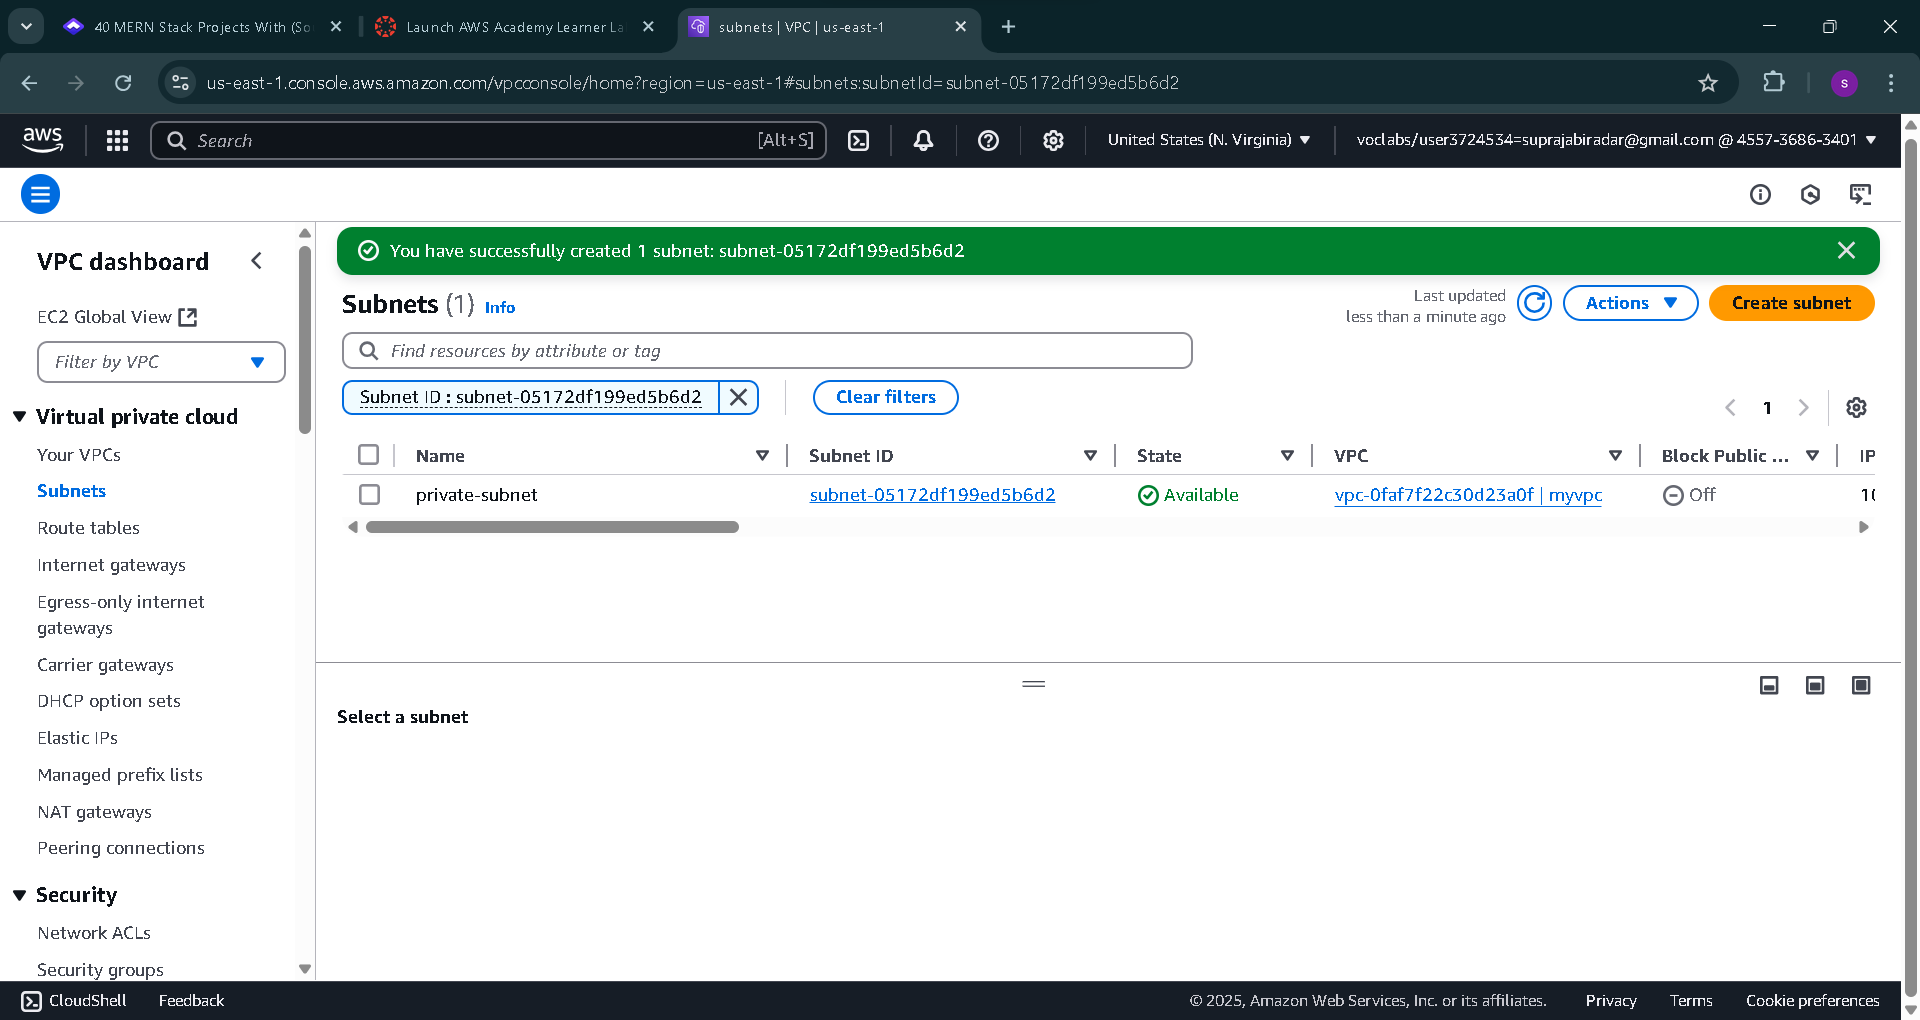 40 MERN Stack Projects With (So
Launch AWS Academy Learner La
subnets | VPC | us-east-1
us-east-1.console.aws.amazon.com/vpcconsole/home?region=us-east-1#subnets:subnetId=subnet-05172df199ed5b6d2
S
aws
Search
[Alt+S]
United States (N. Virginia)
voclabs/user3724534=suprajabiradar@gmail.com @ 4557-3686-3401
VPC dashboard
EC2 Global View
Filter by VPC
Virtual private cloud
Your VPCs
Subnets
Route tables
Internet gateways
Egress-only internet
gateways
Carrier gateways
DHCP option sets
Elastic IPs
Managed prefix lists
NAT gateways
Peering connections
Security
Network ACLs
Security groups
You have successfully created 1 subnet: subnet-05172df199ed5b6d2
Subnets (1) Info
Last updated
less than a minute ago
Actions
Create subnet
Find resources by attribute or tag
Subnet ID : subnet-05172df199ed5b6d2
Clear filters
1
Name Subnet ID State VPC Block Public ... IP
private-subnet subnet-05172df199ed5b6d2 Available vpc-0faf7f22c30d23a0f | myvpc Off 10
Select a subnet
CloudShell Feedback
© 2025, Amazon Web Services, Inc. or its affiliates. Privacy Terms Cookie preferences